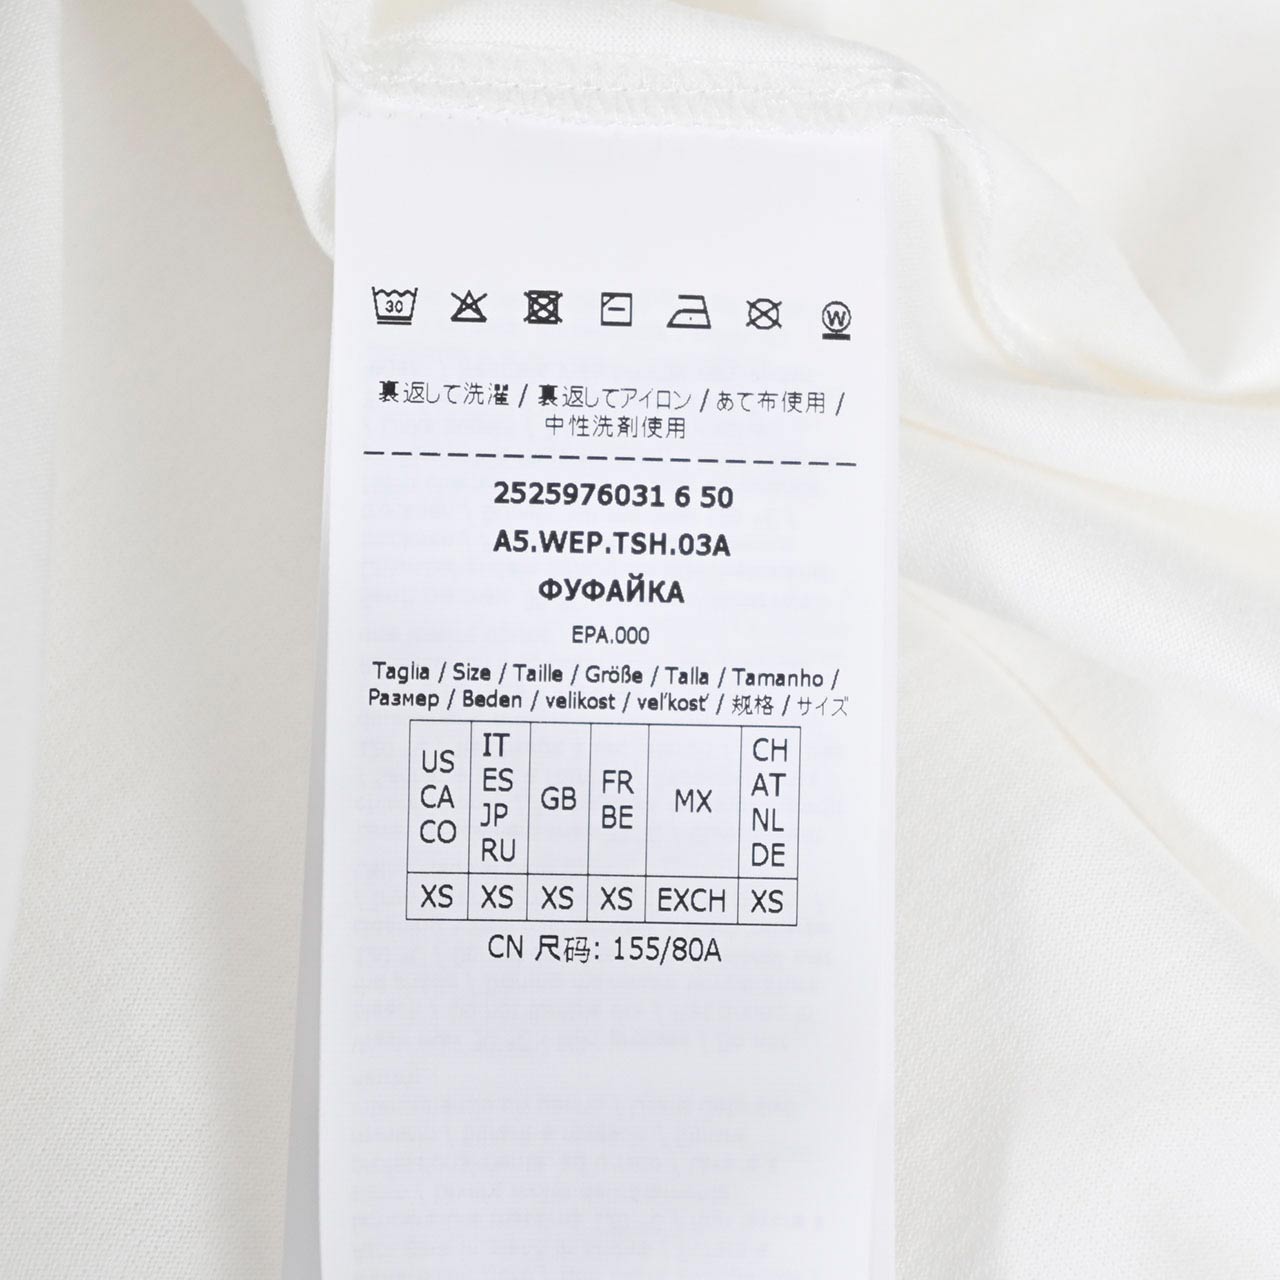 30 W
裏返して洗濯 / 裏返してアイロン / あて布使用 /
中性洗剤使用
2525976031 6 50
A5.WEP.TSH.03A
ФУФАЙКА
EPA.000
Taglia / Size / Taille / Größe / Talla / Tamanho /
Размер / Beden / velikost / veľkosť / 规格 / サイズ
US CA CO IT ES JP RU GB FR BE MX CH AT NL DE
XS XS XS XS EXCH XS
CN 尺码: 155/80A